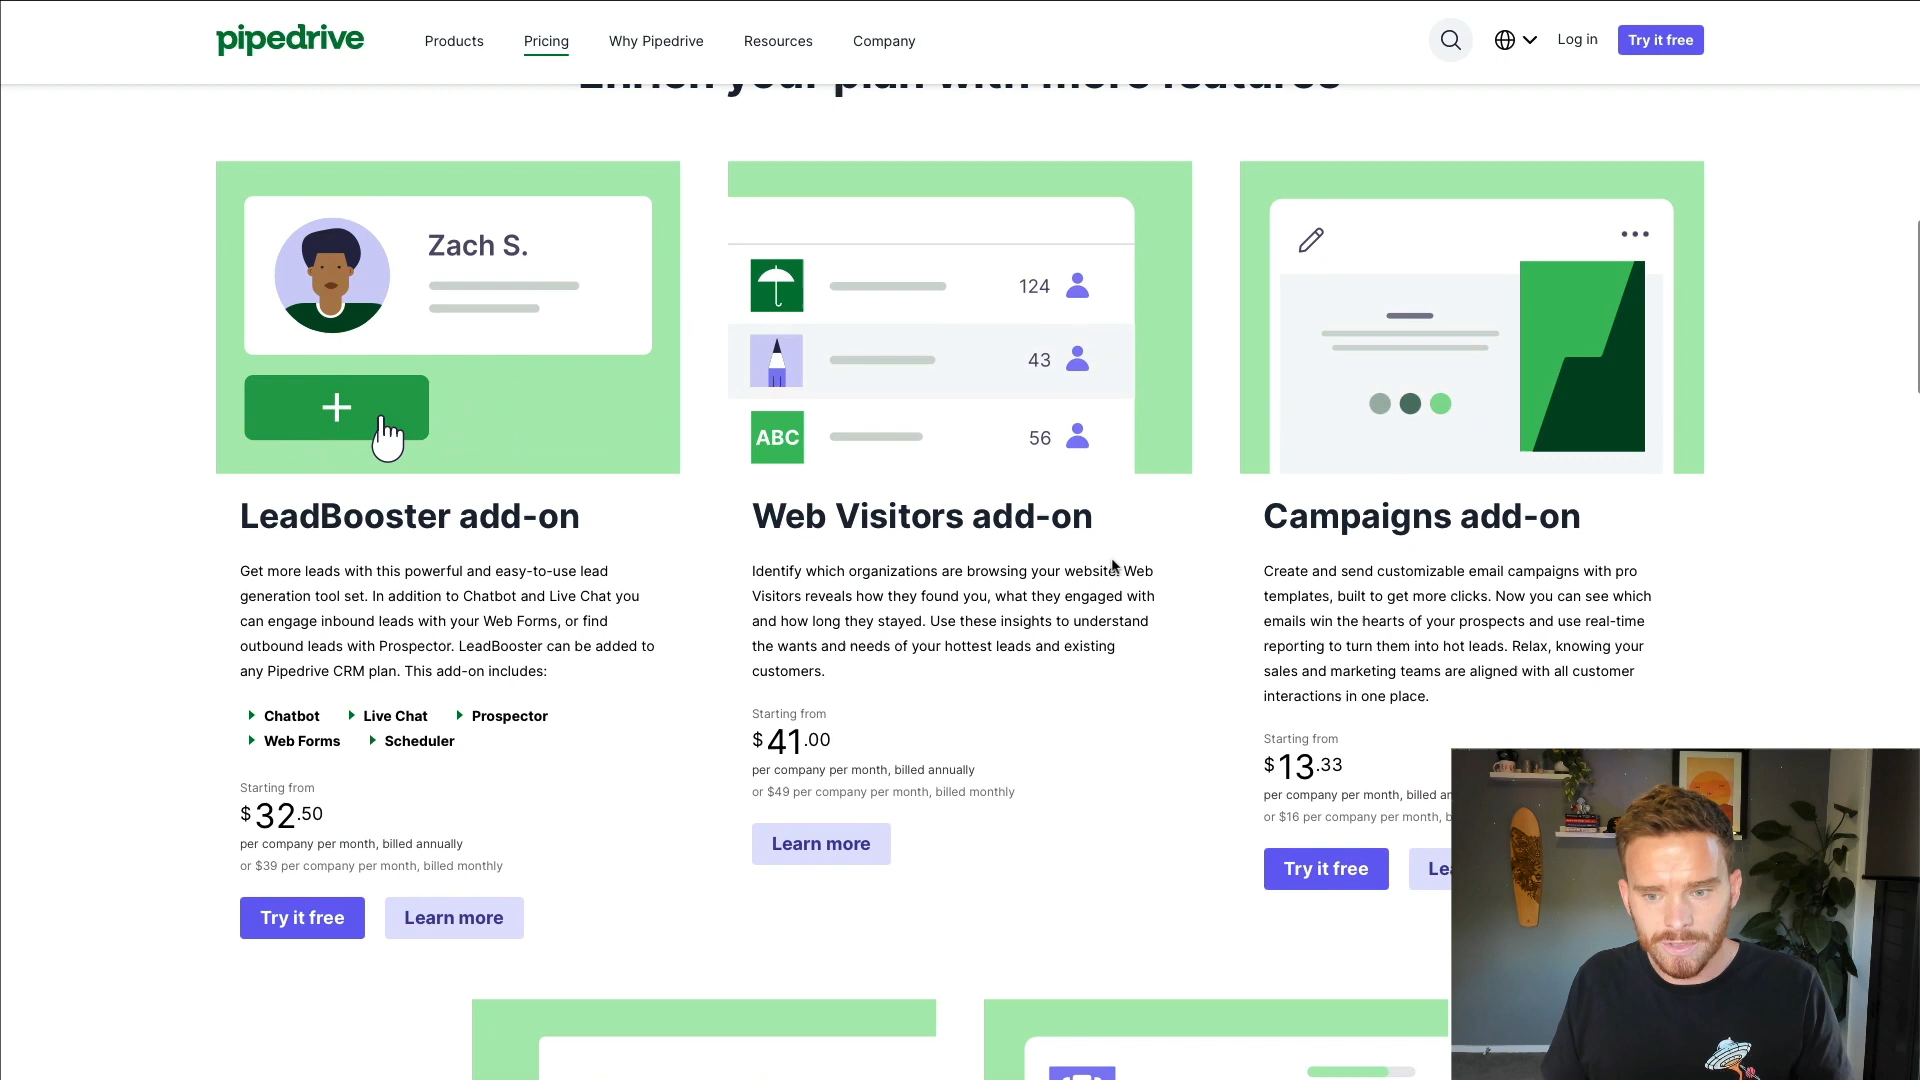 pipedrive
Products
Pricing
Why Pipedrive
Resources
Company
Log in
Try it free
Enrich your plan with more features
Zach S.
124
43
ABC
56
LeadBooster add-on
Get more leads with this powerful and easy-to-use lead
generation tool set. In addition to Chatbot and Live Chat you
can engage inbound leads with your Web Forms, or find
outbound leads with Prospector. LeadBooster can be added to
any Pipedrive CRM plan. This add-on includes:
Chatbot
Live Chat
Prospector
Web Forms
Scheduler
Starting from
$32.50
per company per month, billed annually
or $39 per company per month, billed monthly
Try it free
Learn more
Web Visitors add-on
Identify which organizations are browsing your website. Web
Visitors reveals how they found you, what they engaged with
and how long they stayed. Use these insights to understand
the wants and needs of your hottest leads and existing
customers.
Starting from
$41.00
per company per month, billed annually
or $49 per company per month, billed monthly
Learn more
Campaigns add-on
Create and send customizable email campaigns with pro
templates, built to get more clicks. Now you can see which
emails win the hearts of your prospects and use real-time
reporting to turn them into hot leads. Relax, knowing your
sales and marketing teams are aligned with all customer
interactions in one place.
Starting from
$13.33
per company per month, billed
or $16 per company per month,
Try it free